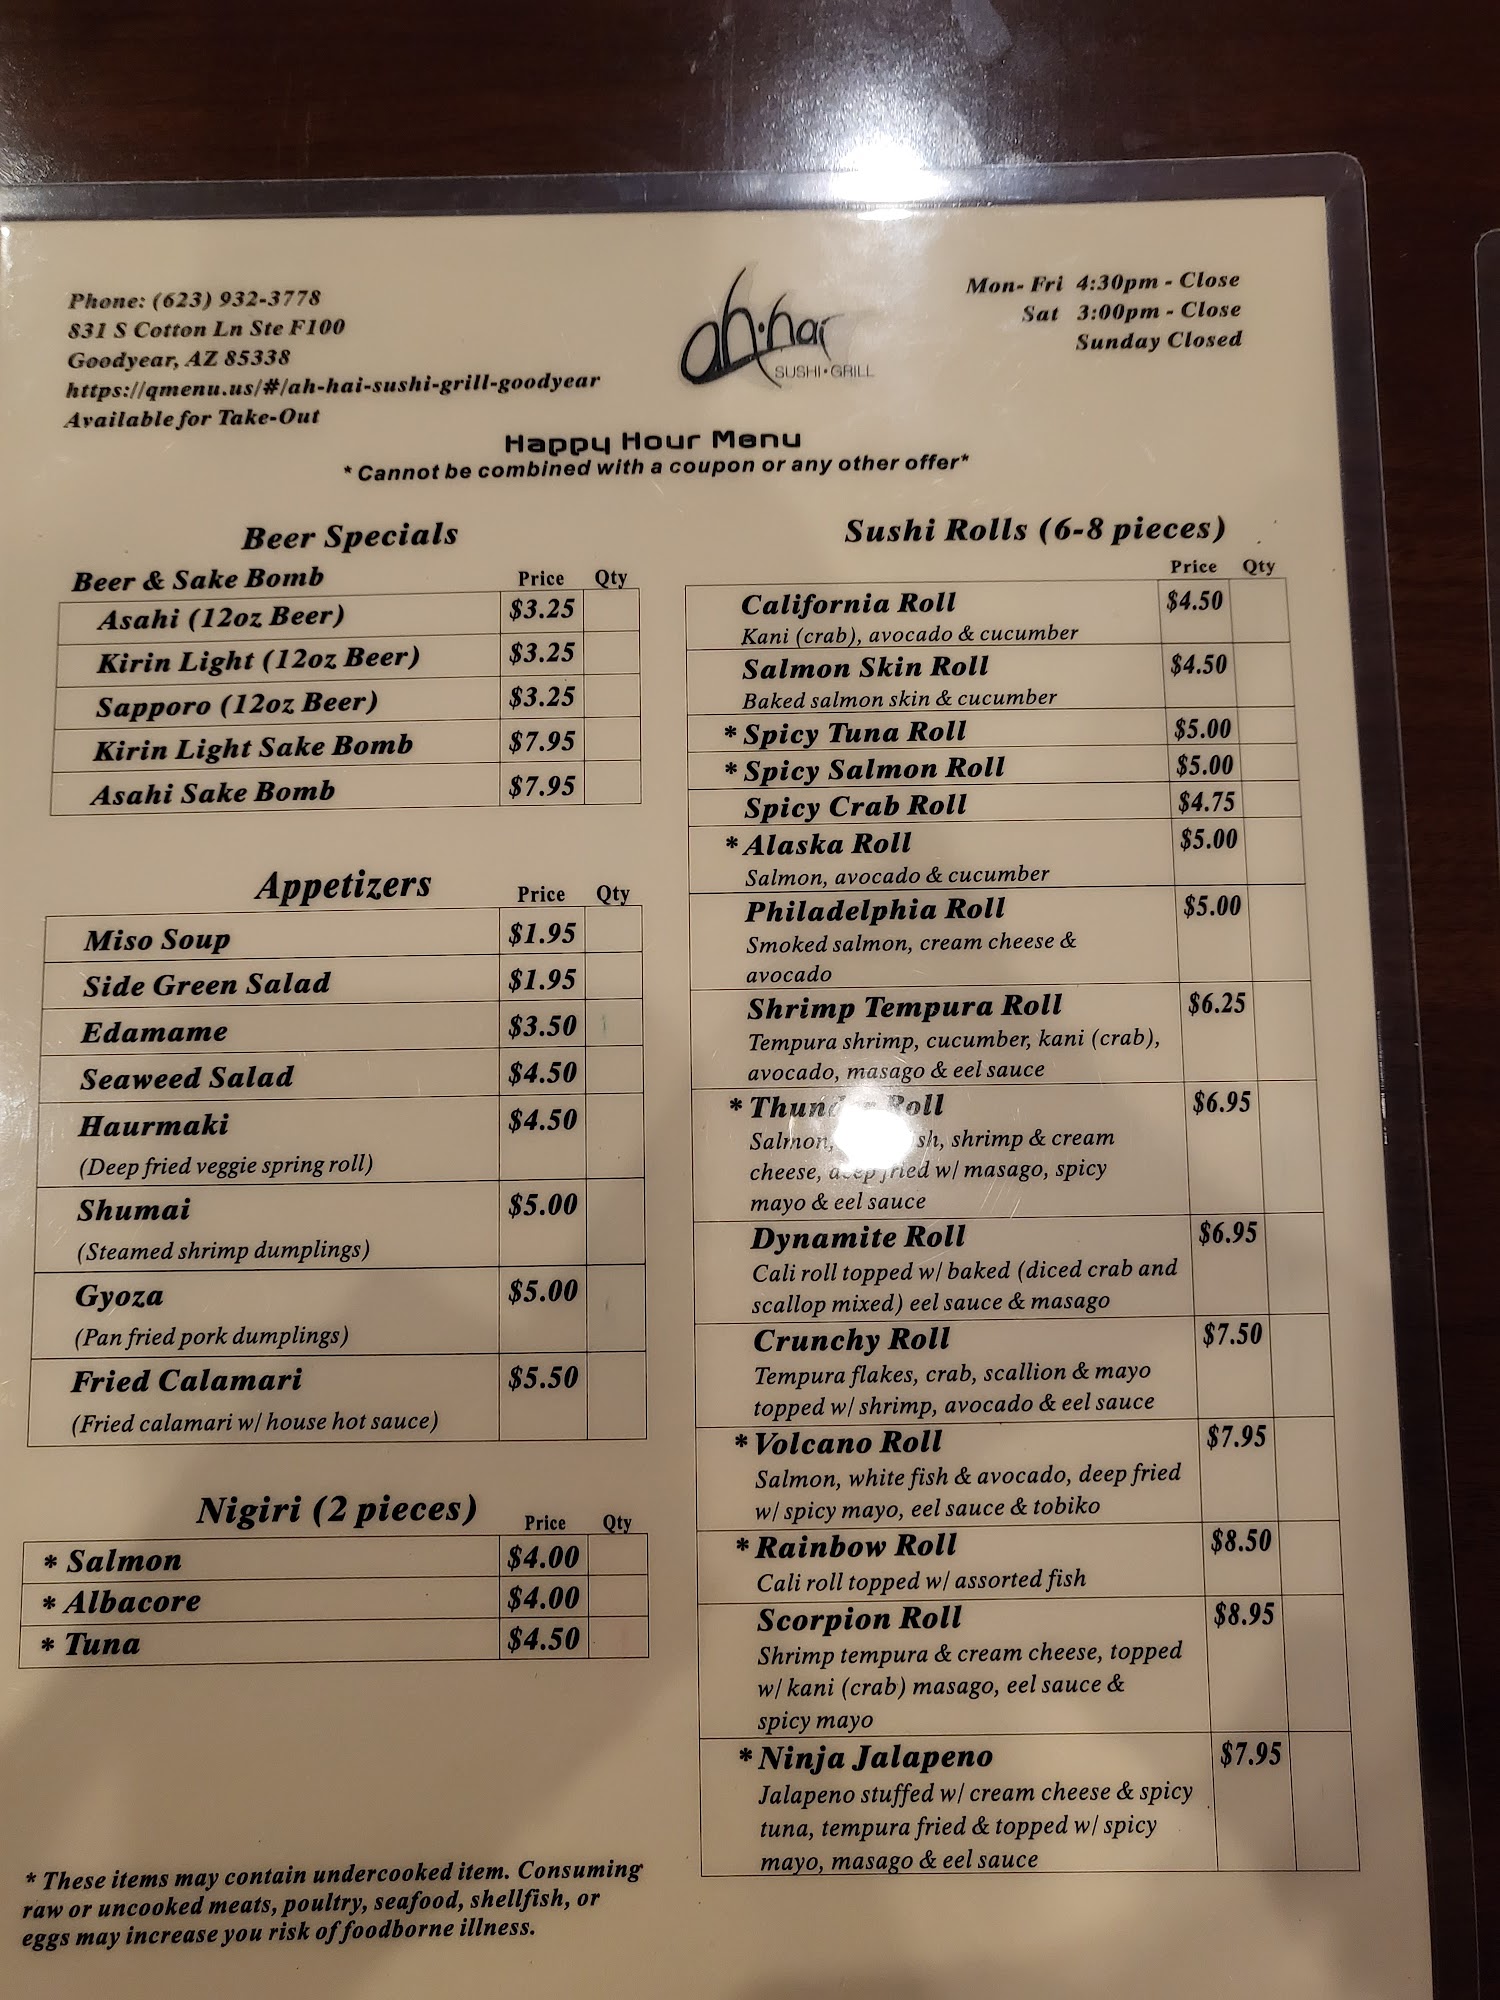 Phone: (623) 932-3778
831 S Cotton Ln Ste F100
Goodyear, AZ 85338
https://qmenu.us/#/ah-hai-sushi-grill-goodyear
Available for Take-Out
ah·hai
SUSHI•GRILL
Mon- Fri 4:30pm - Close
Sat 3:00pm - Close
Sunday Closed
Happy Hour Menu
*Cannot be combined with a coupon or any other offer*
Beer Specials
Beer & Sake Bomb Price Qty
Asahi (12oz Beer) $3.25
Kirin Light (12oz Beer) $3.25
Sapporo (12oz Beer) $3.25
Kirin Light Sake Bomb $7.95
Asahi Sake Bomb $7.95
Appetizers Price Qty
Miso Soup $1.95
Side Green Salad $1.95
Edamame $3.50
Seaweed Salad $4.50
Haurmaki $4.50
(Deep fried veggie spring roll)
Shumai $5.00
(Steamed shrimp dumplings)
Gyoza $5.00
(Pan fried pork dumplings)
Fried Calamari $5.50
(Fried calamari w/ house hot sauce)
Nigiri (2 pieces) Price Qty
* Salmon $4.00
* Albacore $4.00
* Tuna $4.50
* These items may contain undercooked item. Consuming
raw or uncooked meats, poultry, seafood, shellfish, or
eggs may increase you risk of foodborne illness.
Sushi Rolls (6-8 pieces)
Price Qty
California Roll $4.50
Kani (crab), avocado & cucumber
Salmon Skin Roll $4.50
Baked salmon skin & cucumber
* Spicy Tuna Roll $5.00
* Spicy Salmon Roll $5.00
Spicy Crab Roll $4.75
* Alaska Roll $5.00
Salmon, avocado & cucumber
Philadelphia Roll $5.00
Smoked salmon, cream cheese &
avocado
Shrimp Tempura Roll $6.25
Tempura shrimp, cucumber, kani (crab),
avocado, masago & eel sauce
* Thunder Roll $6.95
Salmon, shrimp & cream
cheese, deep fried w/ masago, spicy
mayo & eel sauce
Dynamite Roll $6.95
Cali roll topped w/ baked (diced crab and
scallop mixed) eel sauce & masago
Crunchy Roll $7.50
Tempura flakes, crab, scallion & mayo
topped w/ shrimp, avocado & eel sauce
* Volcano Roll $7.95
Salmon, white fish & avocado, deep fried
w/ spicy mayo, eel sauce & tobiko
* Rainbow Roll $8.50
Cali roll topped w/ assorted fish
Scorpion Roll $8.95
Shrimp tempura & cream cheese, topped
w/ kani (crab) masago, eel sauce &
spicy mayo
* Ninja Jalapeno $7.95
Jalapeno stuffed w/ cream cheese & spicy
tuna, tempura fried & topped w/ spicy
mayo, masago & eel sauce